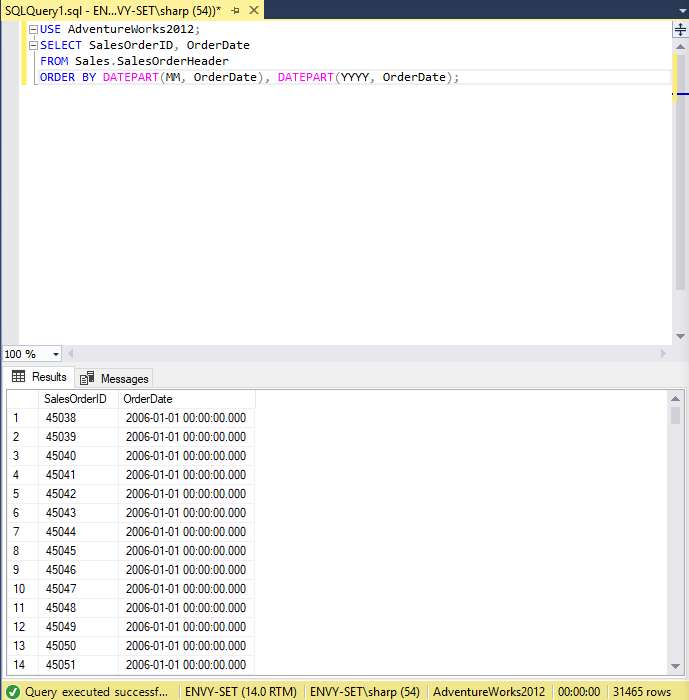 SQLQuery1.sql - EN...VY-SET\sharp (54))*
USE AdventureWorks2012;
SELECT SalesOrderID, OrderDate
FROM Sales.SalesOrderHeader
ORDER BY DATEPART(MM, OrderDate), DATEPART(YYYY, OrderDate);
100 %
Results Messages
SalesOrderID OrderDate
1 45038 2006-01-01 00:00:00.000
2 45039 2006-01-01 00:00:00.000
3 45040 2006-01-01 00:00:00.000
4 45041 2006-01-01 00:00:00.000
5 45042 2006-01-01 00:00:00.000
6 45043 2006-01-01 00:00:00.000
7 45044 2006-01-01 00:00:00.000
8 45045 2006-01-01 00:00:00.000
9 45046 2006-01-01 00:00:00.000
10 45047 2006-01-01 00:00:00.000
11 45048 2006-01-01 00:00:00.000
12 45049 2006-01-01 00:00:00.000
13 45050 2006-01-01 00:00:00.000
14 45051 2006-01-01 00:00:00.000
Query executed successf... ENVY-SET (14.0 RTM) ENVY-SET\sharp (54) AdventureWorks2012 00:00:00 31465 rows